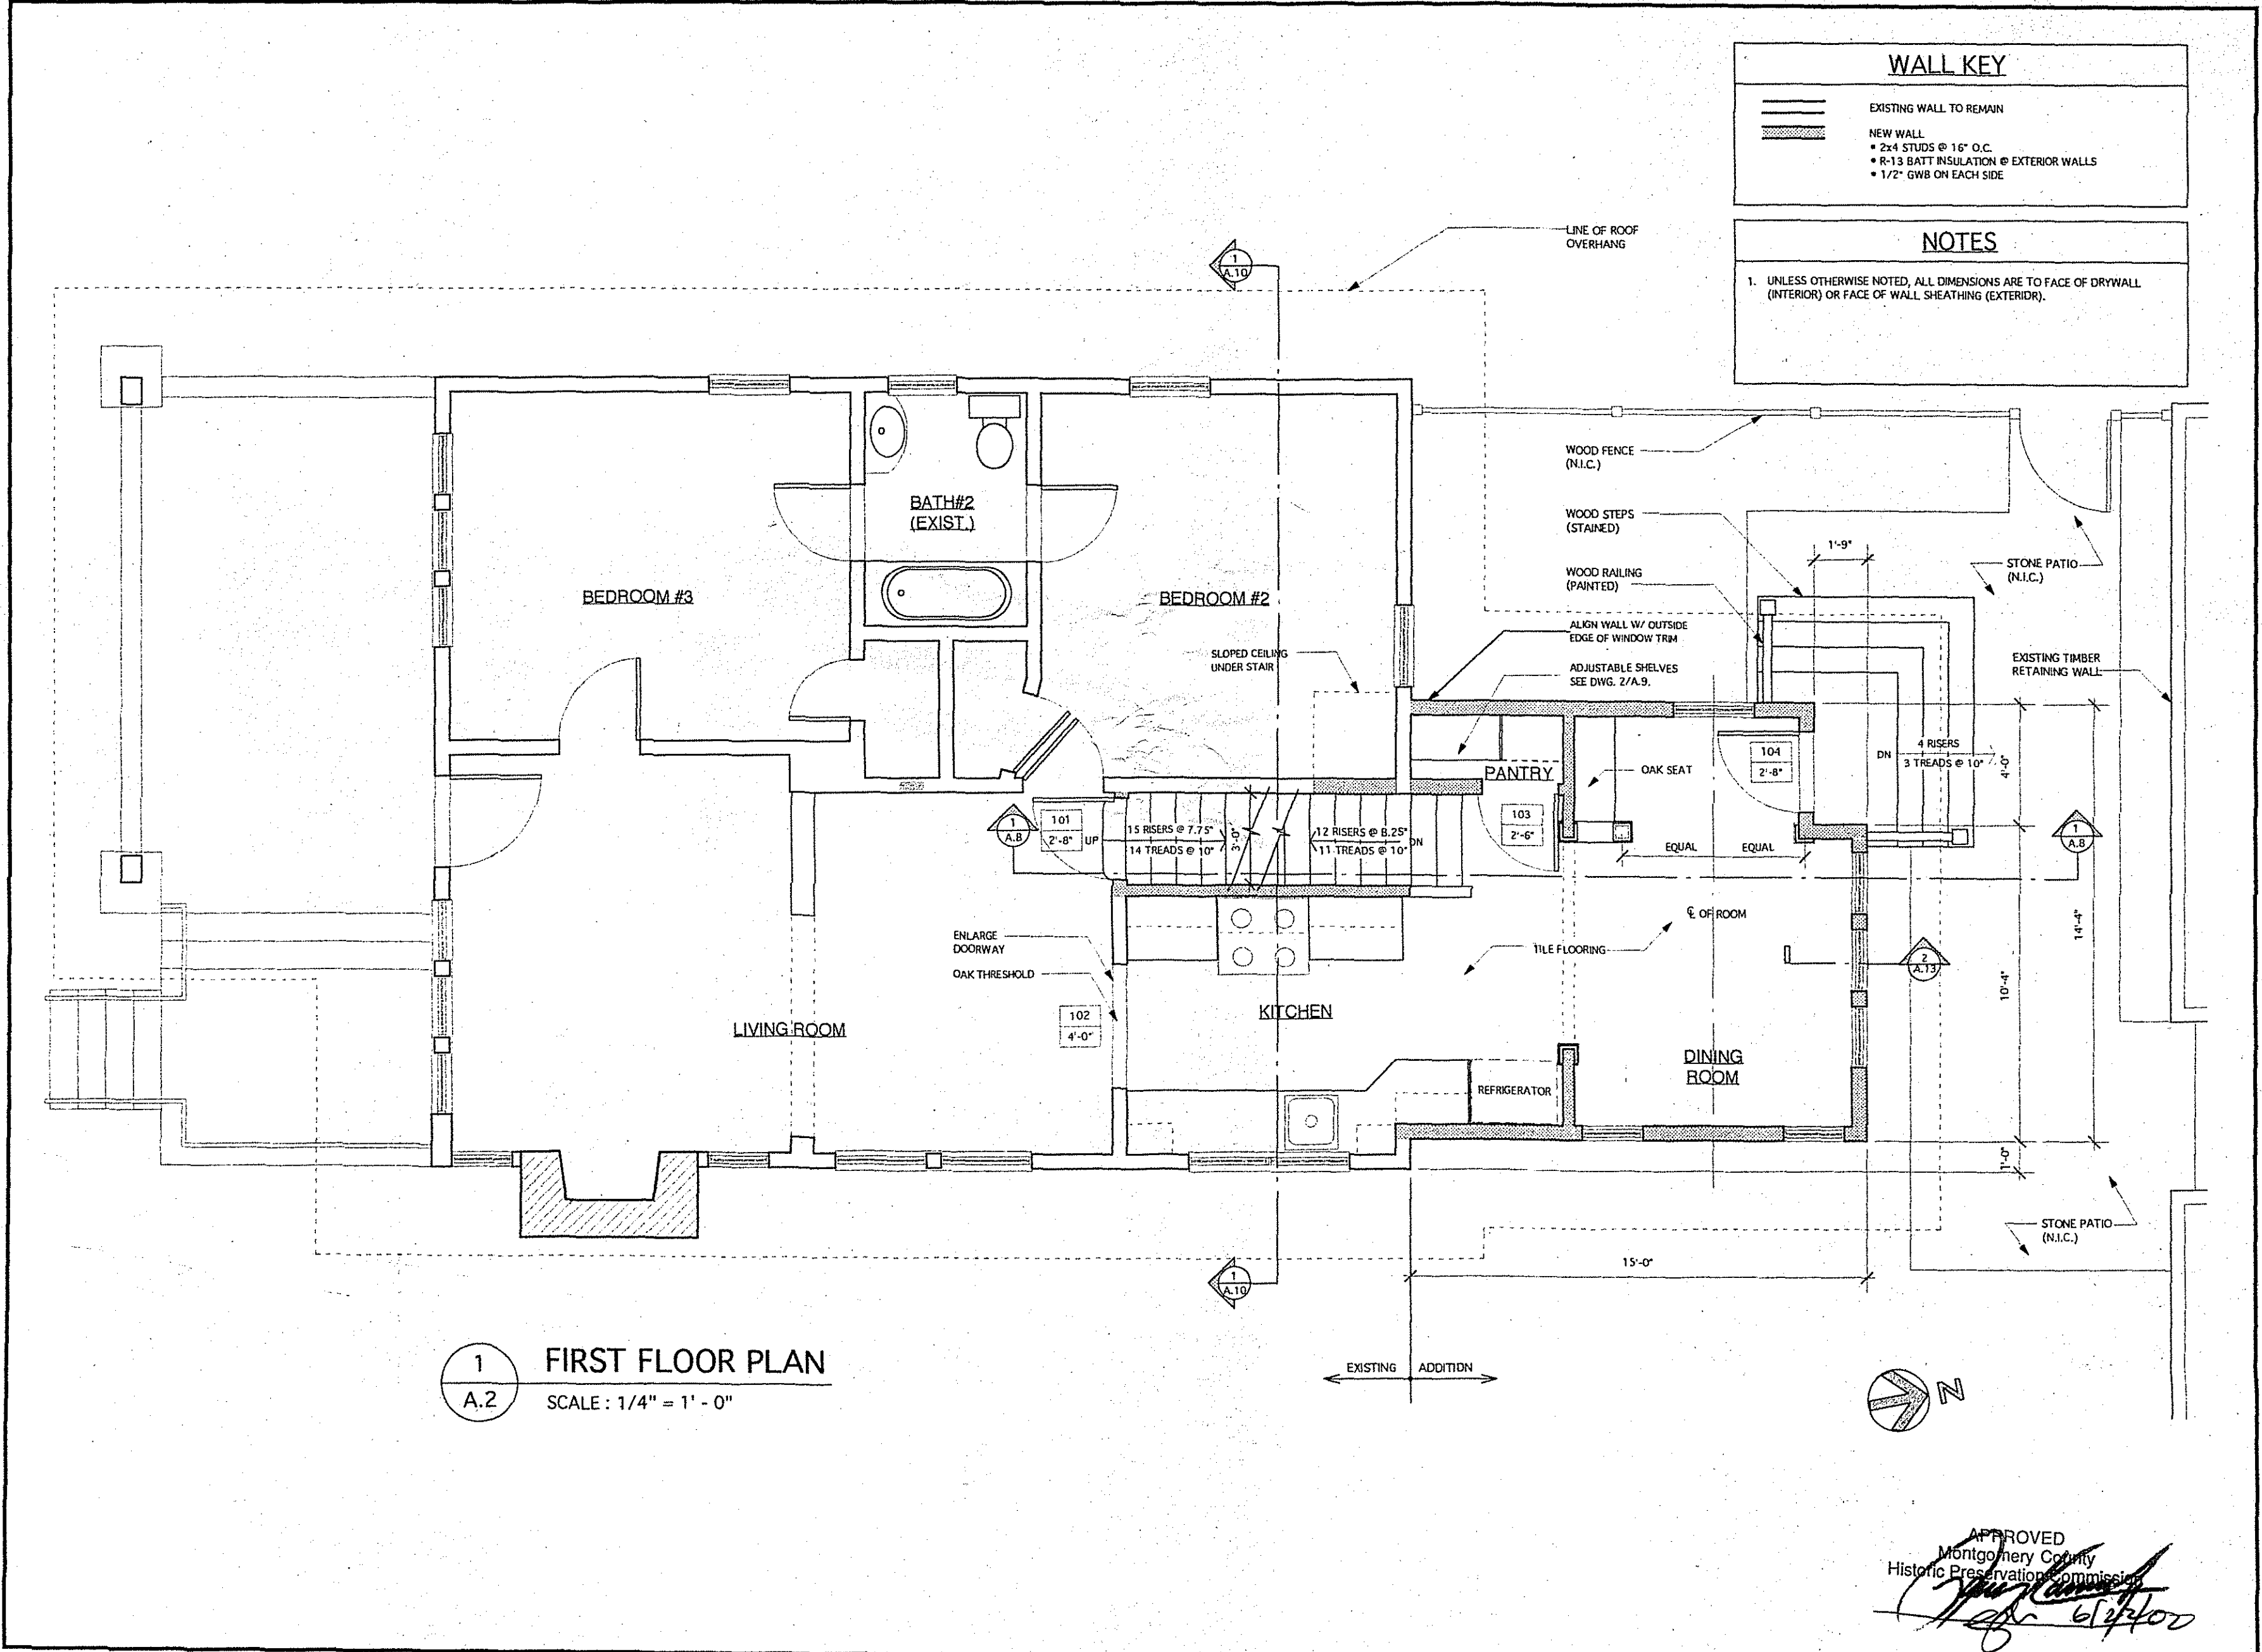 WALL KEY
EXISTING WALL TO REMAIN
NEW WALL
• 2x4 STUDS @ 16" O.C.
• R-13 BATT INSULATION @ EXTERIOR WALLS
• 1/2" GWB ON EACH SIDE
NOTES
1. UNLESS OTHERWISE NOTED, ALL DIMENSIONS ARE TO FACE OF DRYWALL
(INTERIOR) OR FACE OF WALL SHEATHING (EXTERIOR).
LINE OF ROOF
OVERHANG
1
A.10
WOOD FENCE
(N.I.C.)
WOOD STEPS
(STAINED)
WOOD RAILING
(PAINTED)
1'-9"
STONE PATIO
(N.I.C.)
BATH#2
(EXIST.)
BEDROOM #3
BEDROOM #2
ALIGN WALL W/ OUTSIDE
EDGE OF WINDOW TRIM
SLOPED CEILING
UNDER STAIR
ADJUSTABLE SHELVES
SEE DWG. 2/A.9.
EXISTING TIMBER
RETAINING WALL
PANTRY
OAK SEAT
104
2'-8"
DN
4 RISERS
3 TREADS @ 10"
4'-0"
1
A.8
101
2'-8"
UP
15 RISERS @ 7.75"
14 TREADS @ 10"
3'-0"
12 RISERS @ 8.25"
11 TREADS @ 10"
DN
103
2'-6"
EQUAL
EQUAL
1
A.8
℄ OF ROOM
14'-4"
ENLARGE
DOORWAY
OAK THRESHOLD
TILE FLOORING
2
A.13
10'-4"
LIVING ROOM
102
4'-0"
KITCHEN
DINING
ROOM
REFRIGERATOR
1'-0"
STONE PATIO
(N.I.C.)
15'-0"
1
A.10
1
A.2
FIRST FLOOR PLAN
SCALE : 1/4" = 1' - 0"
EXISTING
ADDITION
N
APPROVED
Montgomery County
Historic Preservation Commission
6/22/00